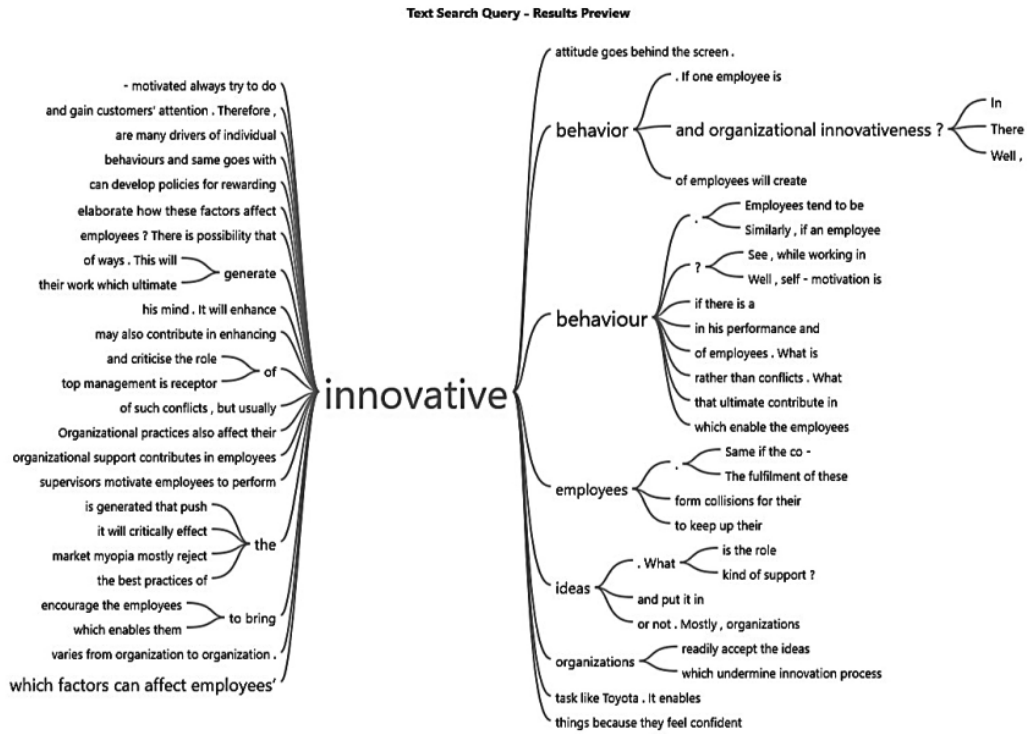 Text Search Query - Results Preview
- motivated always try to do
and gain customers' attention . Therefore ,
are many drivers of individual
behaviours and same goes with
can develop policies for rewarding
elaborate how these factors affect
employees ? There is possibility that
of ways . This will
their work which ultimate
generate
his mind . It will enhance
may also contribute in enhancing
and criticise the role
top management is receptor
of
of such conflicts , but usually
Organizational practices also affect their
organizational support contributes in employees
supervisors motivate employees to perform
is generated that push
it will critically effect
market myopia mostly reject
the best practices of
the
encourage the employees
which enables them
to bring
varies from organization to organization .
which factors can affect employees'
innovative
attitude goes behind the screen .
behavior
. If one employee is
and organizational innovativeness ?
In
There
Well ,
of employees will create
behaviour
.
Employees tend to be
Similarly , if an employee
?
See , while working in
Well , self - motivation is
if there is a
in his performance and
of employees . What is
rather than conflicts . What
that ultimate contribute in
which enable the employees
employees
.
Same if the co -
The fulfilment of these
form collisions for their
to keep up their
ideas
. What
is the role
kind of support ?
and put it in
or not . Mostly , organizations
organizations
readily accept the ideas
which undermine innovation process
task like Toyota . It enables
things because they feel confident